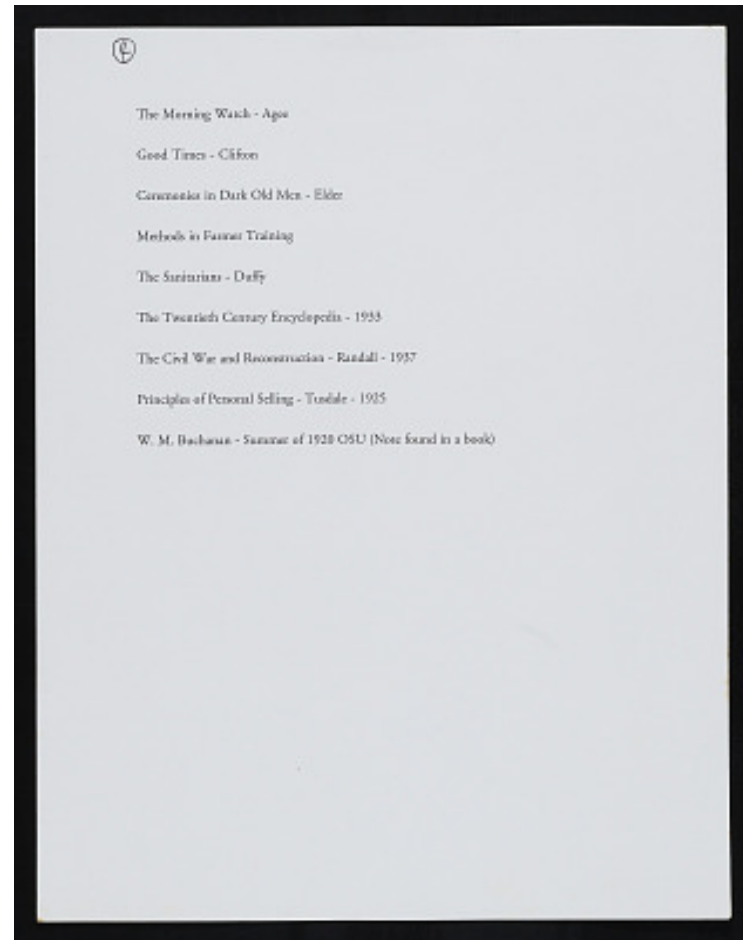 The Morning Watch - Agee
Good Times - Clifton
Ceremonies in Dark Old Men - Elder
Methods in Farmer Training
The Sanitarians - Duffy
The Twentieth Century Encyclopedia - 1933
The Civil War and Reconstruction - Randall - 1937
Principles of Personal Selling - - 1925
W. M. Buchanan - Summer of 1920 OSU (Note found in a book)